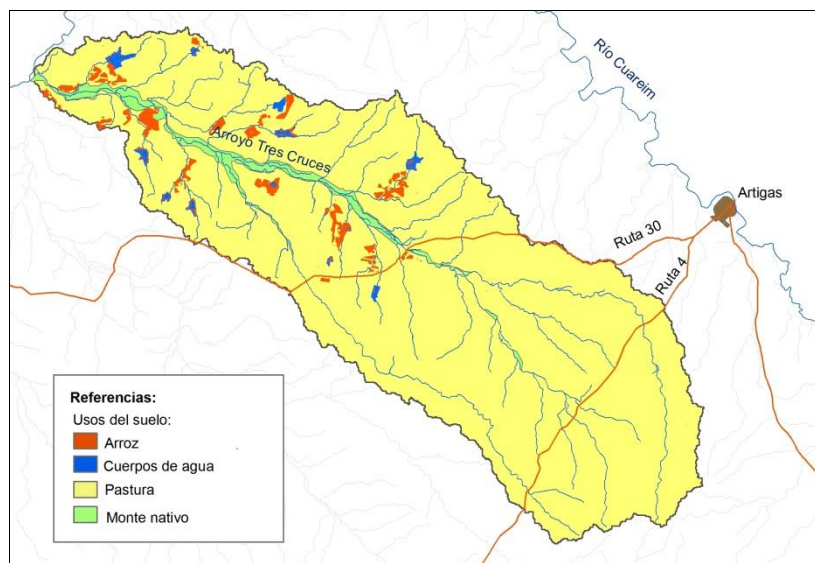 Río Cuareim
Arroyo Tres Cruces
Artigas
Ruta 30
Ruta 4
Referencias:
Usos del suelo:
Arroz
Cuerpos de agua
Pastura
Monte nativo